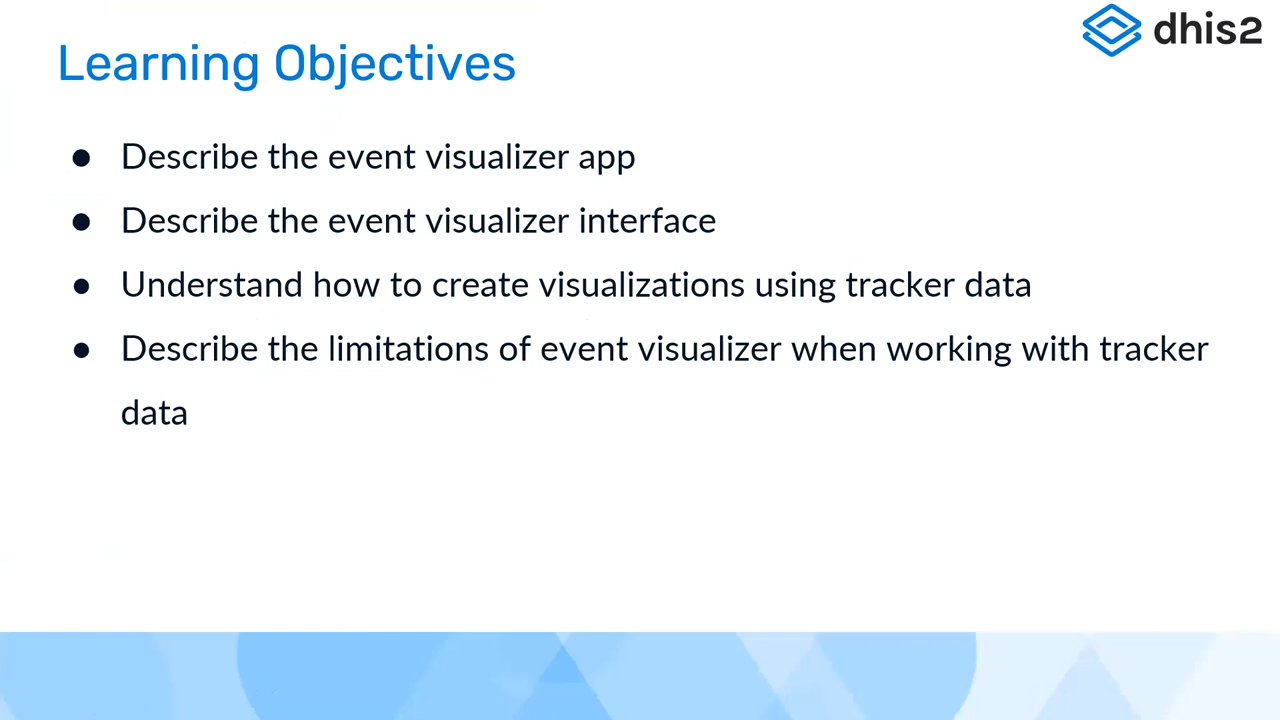 dhis2
Learning Objectives
● Describe the event visualizer app
● Describe the event visualizer interface
● Understand how to create visualizations using tracker data
● Describe the limitations of event visualizer when working with tracker
data